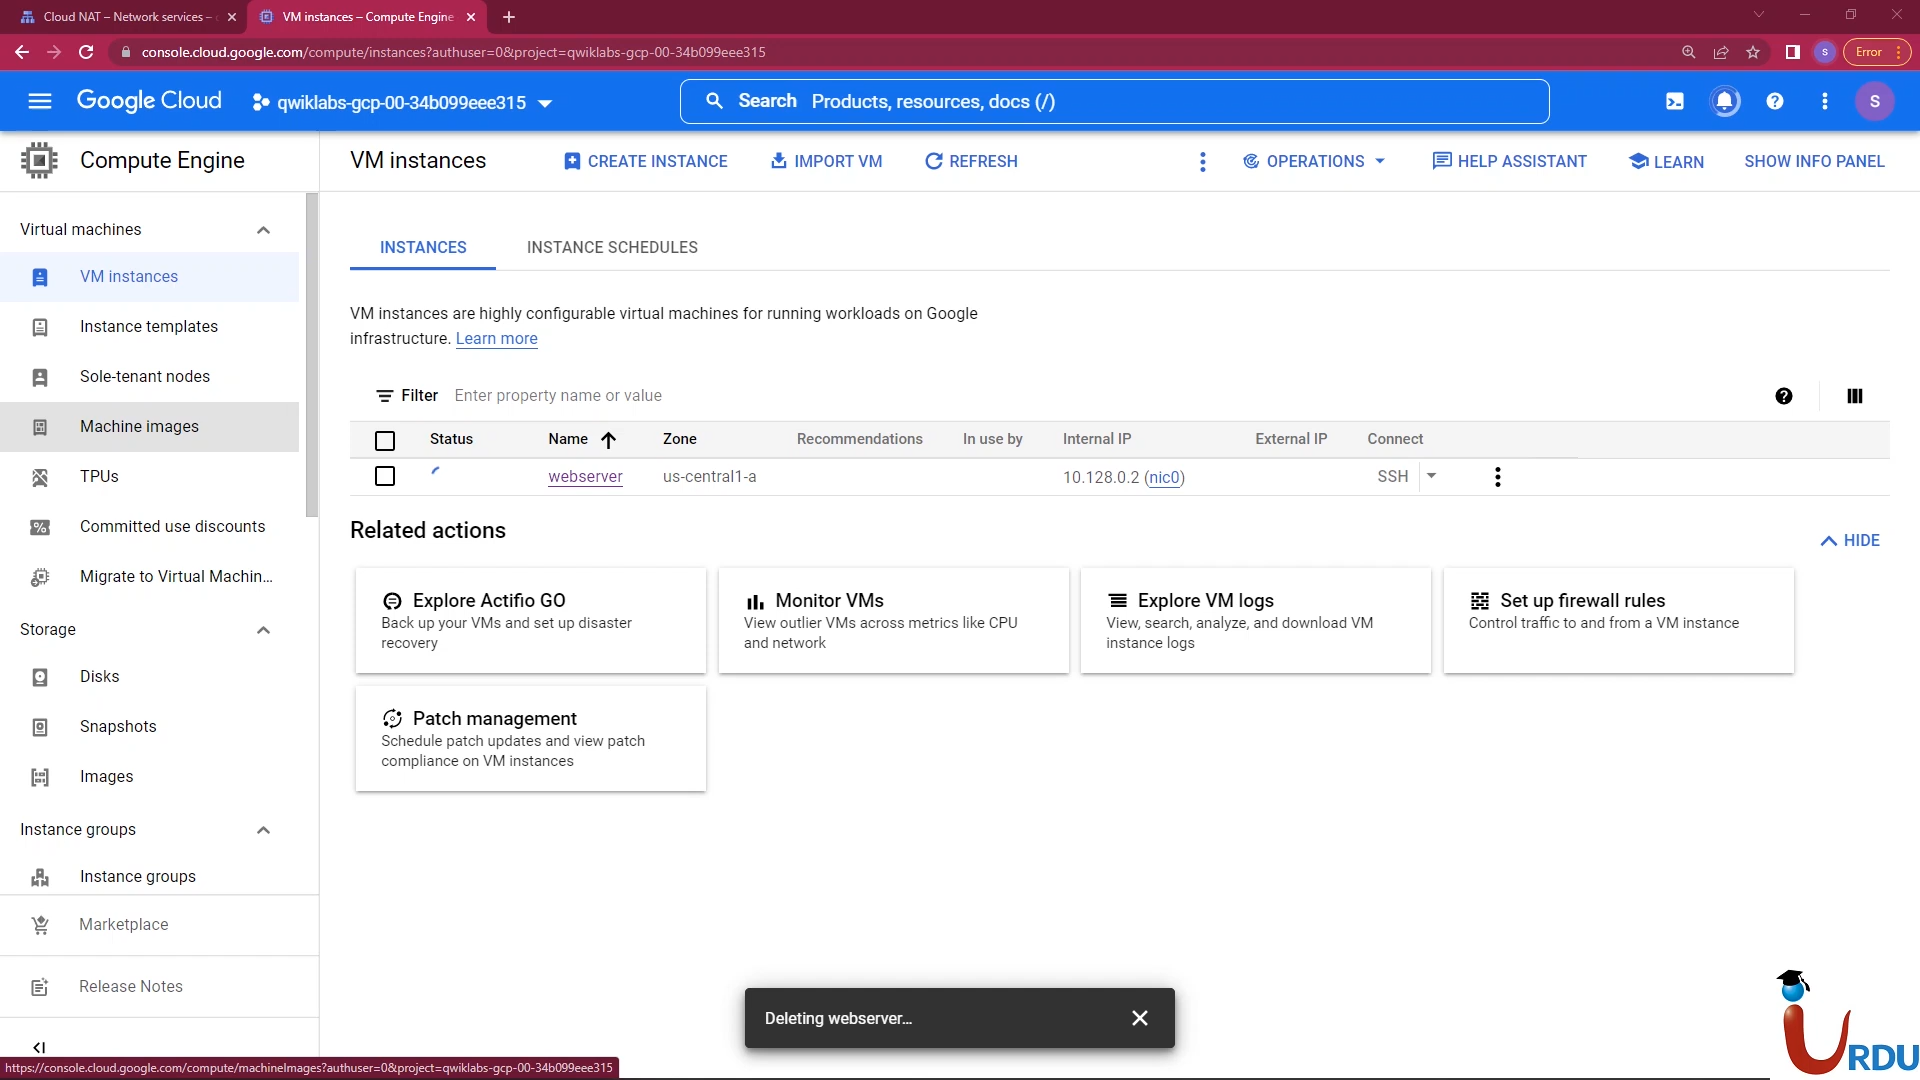 Cloud NAT – Network services –
VM instances – Compute Engine
console.cloud.google.com/compute/instances?authuser=0&project=qwiklabs-gcp-00-34b099eee315
S
Error
Google Cloud
qwiklabs-gcp-00-34b099eee315
Search Products, resources, docs (/)
S
Compute Engine
VM instances
CREATE INSTANCE
IMPORT VM
REFRESH
OPERATIONS
HELP ASSISTANT
LEARN
SHOW INFO PANEL
Virtual machines
VM instances
Instance templates
Sole-tenant nodes
Machine images
TPUs
Committed use discounts
Migrate to Virtual Machin...
Storage
Disks
Snapshots
Images
Instance groups
Instance groups
Marketplace
Release Notes
INSTANCES
INSTANCE SCHEDULES
VM instances are highly configurable virtual machines for running workloads on Google
infrastructure. Learn more
Filter Enter property name or value
Status Name Zone Recommendations In use by Internal IP External IP Connect
webserver us-central1-a 10.128.0.2 (nic0) SSH
Related actions
HIDE
Explore Actifio GO
Back up your VMs and set up disaster
recovery
Monitor VMs
View outlier VMs across metrics like CPU
and network
Explore VM logs
View, search, analyze, and download VM
instance logs
Set up firewall rules
Control traffic to and from a VM instance
Patch management
Schedule patch updates and view patch
compliance on VM instances
Deleting webserver...
https://console.cloud.google.com/compute/machineImages?authuser=0&project=qwiklabs-gcp-00-34b099eee315
iURDU